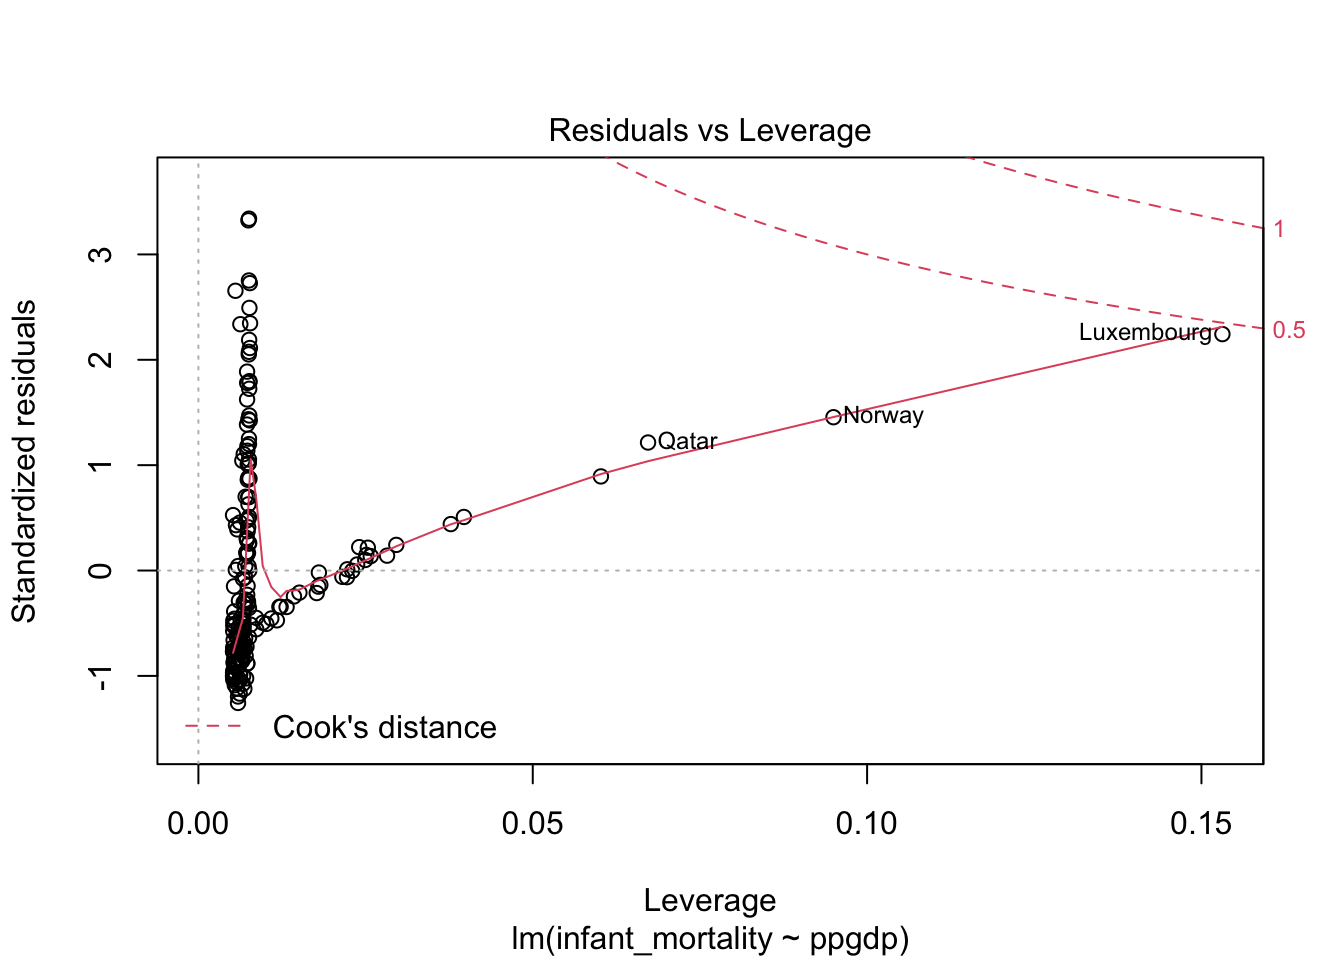 Residuals vs Leverage
Standardized residuals
3
2
1
0
-1
1
0.5
Luxembourg
Norway
Qatar
Cook's distance
0.00 0.05 0.10 0.15
Leverage
lm(infant_mortality ~ ppgdp)